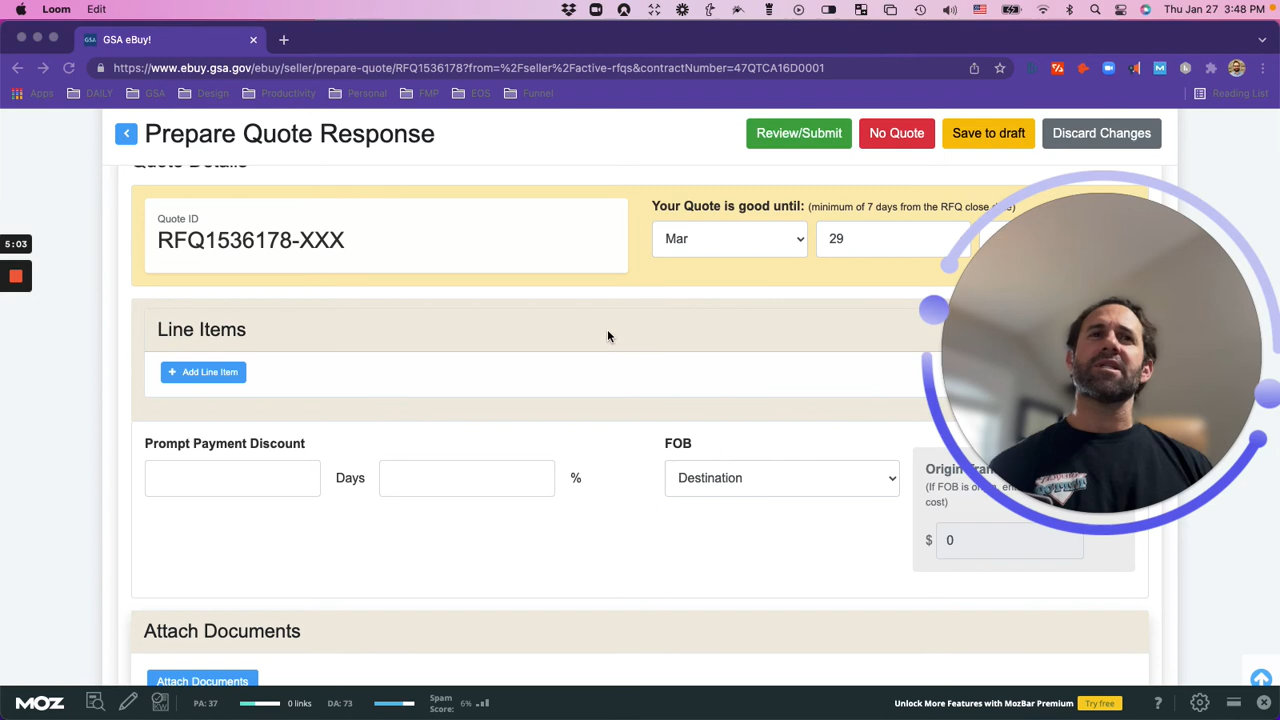 Loom Edit Thu Jan 27 3:48 PM
GSA GSA eBuy!
https://www.ebuy.gsa.gov/ebuy/seller/prepare-quote/RFQ1536178?from=%2Fseller%2Factive-rfqs&contractNumber=47QTCA16D0001
Apps DAILY GSA Design Productivity Personal FMP EOS Funnel Reading List
Prepare Quote Response
Review/Submit No Quote Save to draft Discard Changes
Quote Details
Quote ID
RFQ1536178-XXX
Your Quote is good until: (minimum of 7 days from the RFQ close
Mar 29
5:03
Line Items
+ Add Line Item
Prompt Payment Discount
Days %
FOB
Destination
(If FOB is
cost)
$ 0
Attach Documents
Attach Documents
MOZ PA: 37 0 links DA: 73 Spam Score: 6% Unlock More Features with MozBar Premium Try free ?